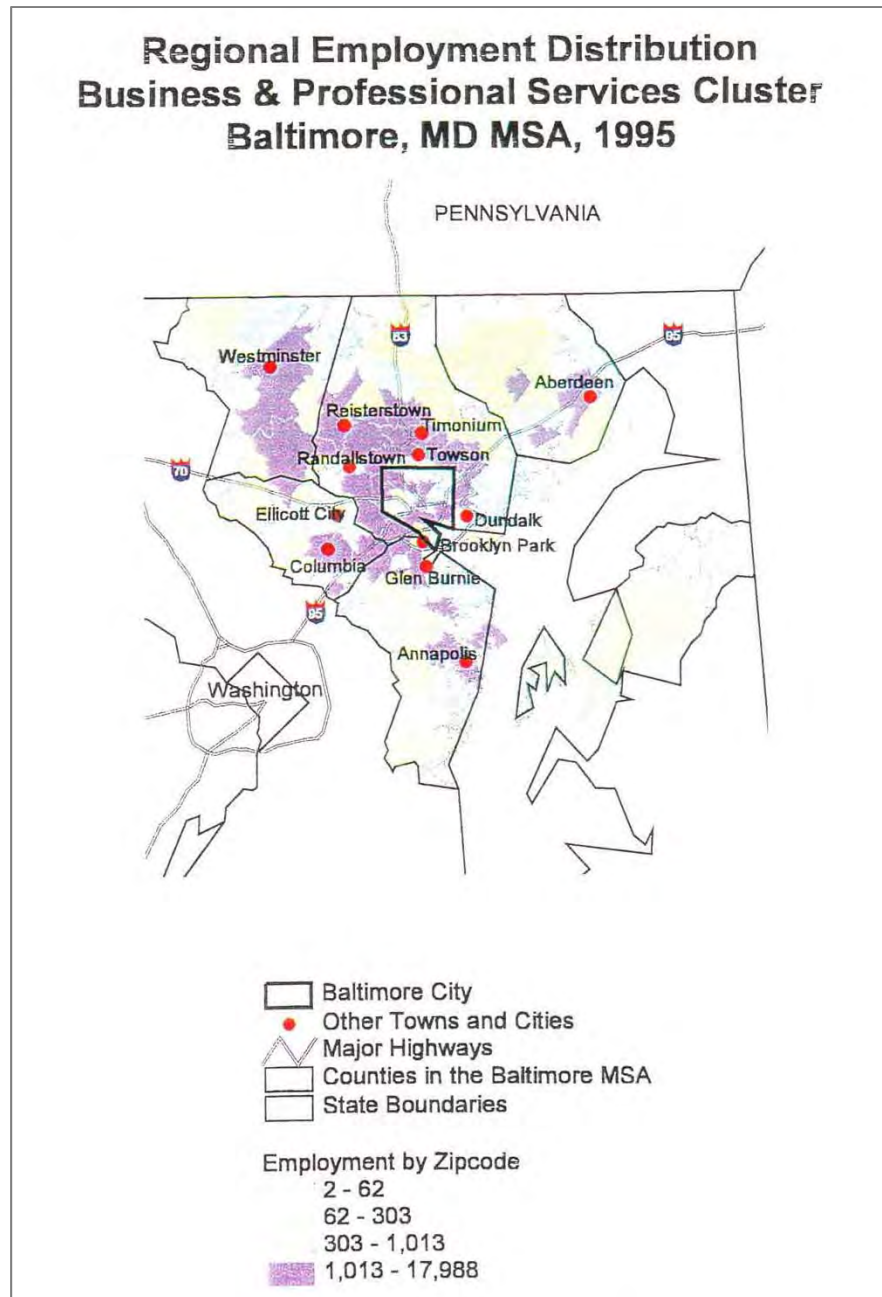 Regional Employment Distribution
Business & Professional Services Cluster
Baltimore, MD MSA, 1995
PENNSYLVANIA
83
95
Westminster
Aberdeen
Reisterstown
Timonium
Randallstown
Towson
70
Ellicott City
Dundalk
Brooklyn Park
Columbia
Glen Burnie
95
Annapolis
Washington
Baltimore City
Other Towns and Cities
Major Highways
Counties in the Baltimore MSA
State Boundaries
Employment by Zipcode
2 - 62
62 - 303
303 - 1,013
1,013 - 17,988